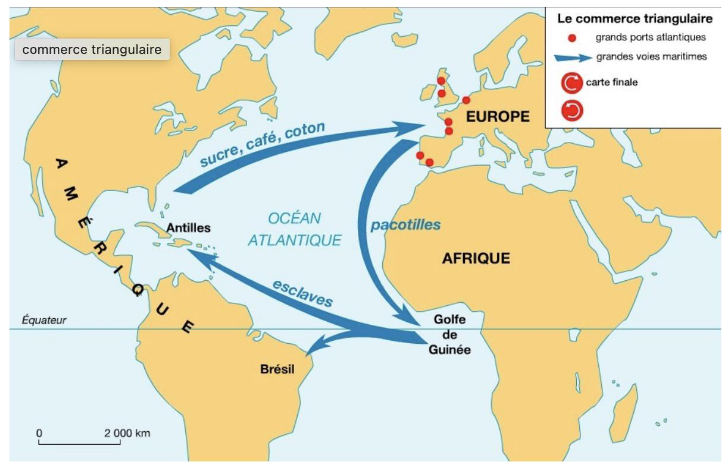 commerce triangulaire
Le commerce triangulaire
grands ports atlantiques
grandes voies maritimes
carte finale
EUROPE
sucre, café, coton
AMÉRIQUE
Antilles
OCÉAN
ATLANTIQUE
pacotilles
AFRIQUE
esclaves
Équateur
Golfe
de
Guinée
Brésil
0 2 000 km